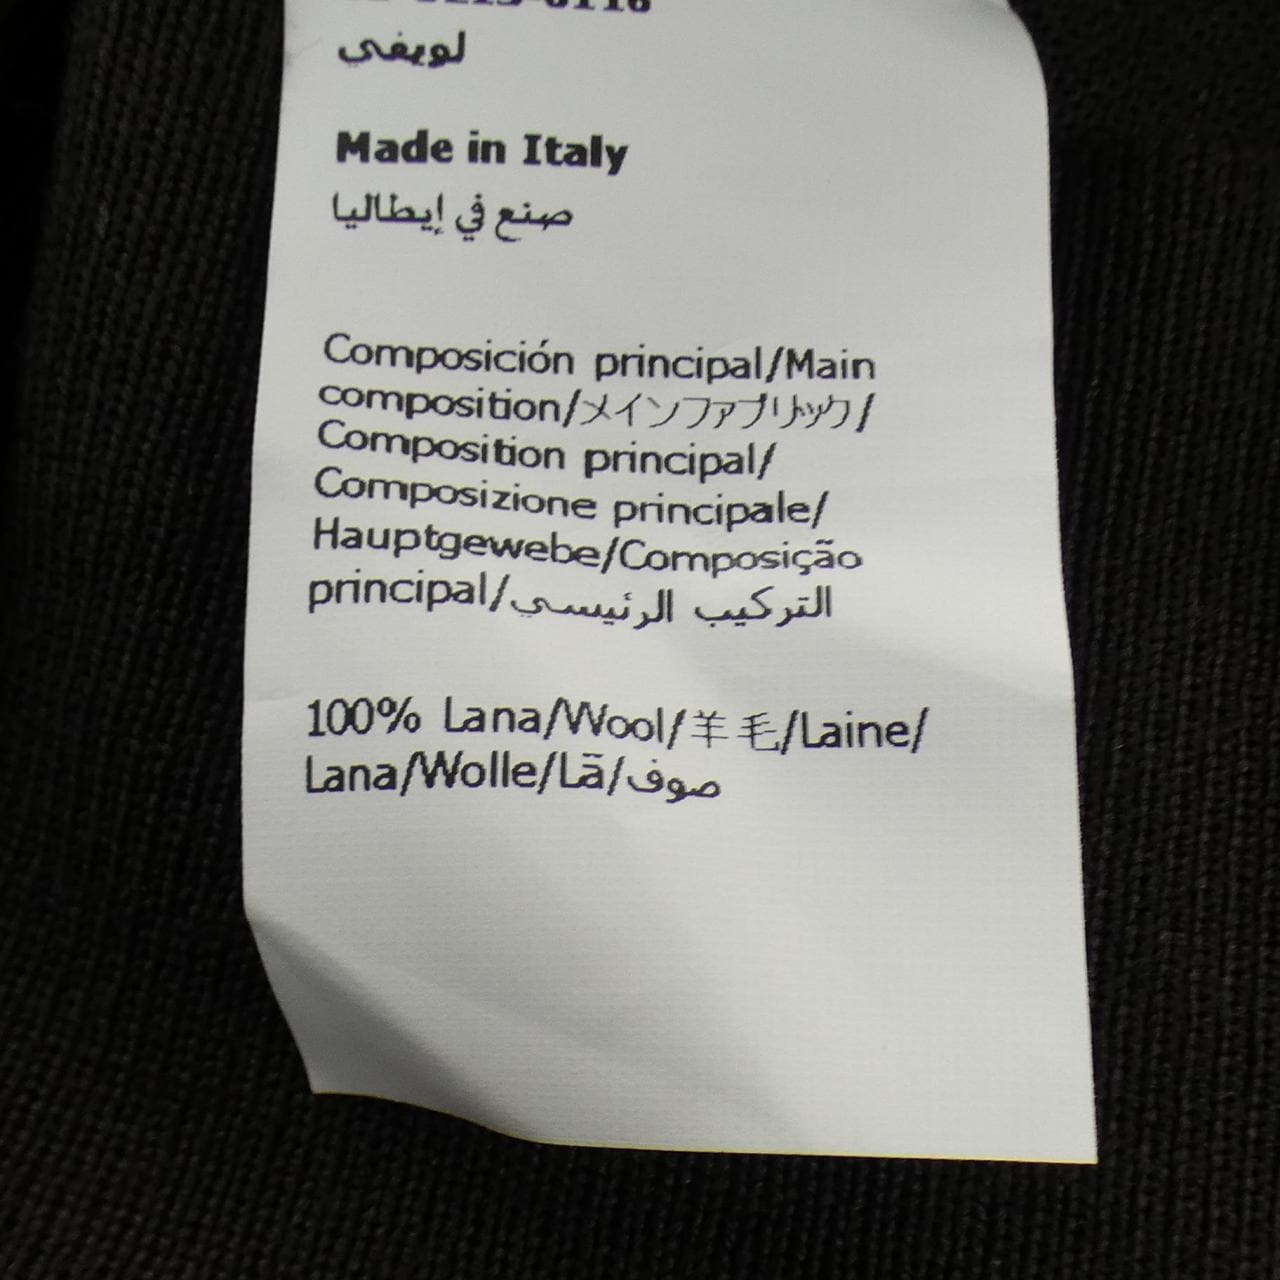 لويفي
Made in Italy
صنع في إيطاليا
Composición principal/Main
composition/メインファブリック/
Composition principal/
Composizione principale/
Hauptgewebe/Composição
principal/التركيب الرئيسي
100% Lana/Wool/羊毛/Laine/
Lana/Wolle/Lã/صوف